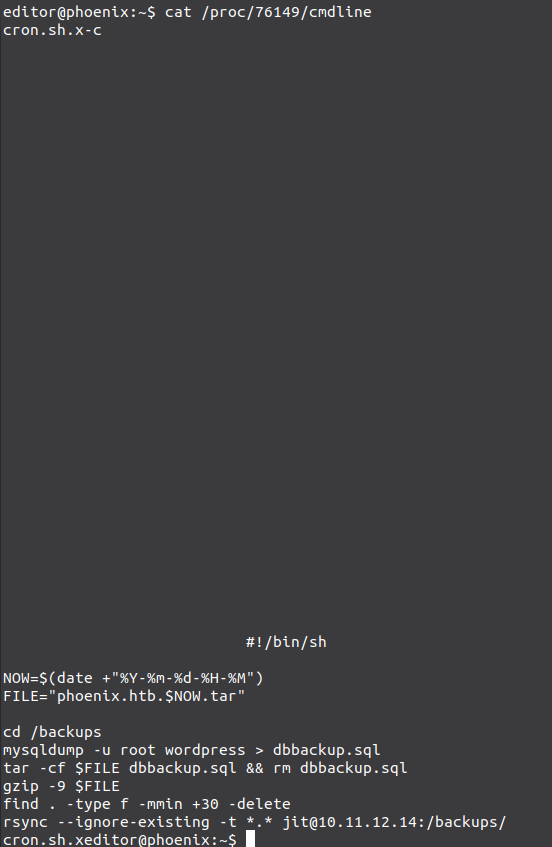 editor@phoenix:~$ cat /proc/76149/cmdline
cron.sh.x-c
#!/bin/sh
NOW=$(date +"%Y-%m-%d-%H-%M")
FILE="phoenix.htb.$NOW.tar"
cd /backups
mysqldump -u root wordpress > dbbackup.sql
tar -cf $FILE dbbackup.sql && rm dbbackup.sql
gzip -9 $FILE
find . -type f -mmin +30 -delete
rsync --ignore-existing -t *.* jit@10.11.12.14:/backups/
cron.sh.xeditor@phoenix:~$